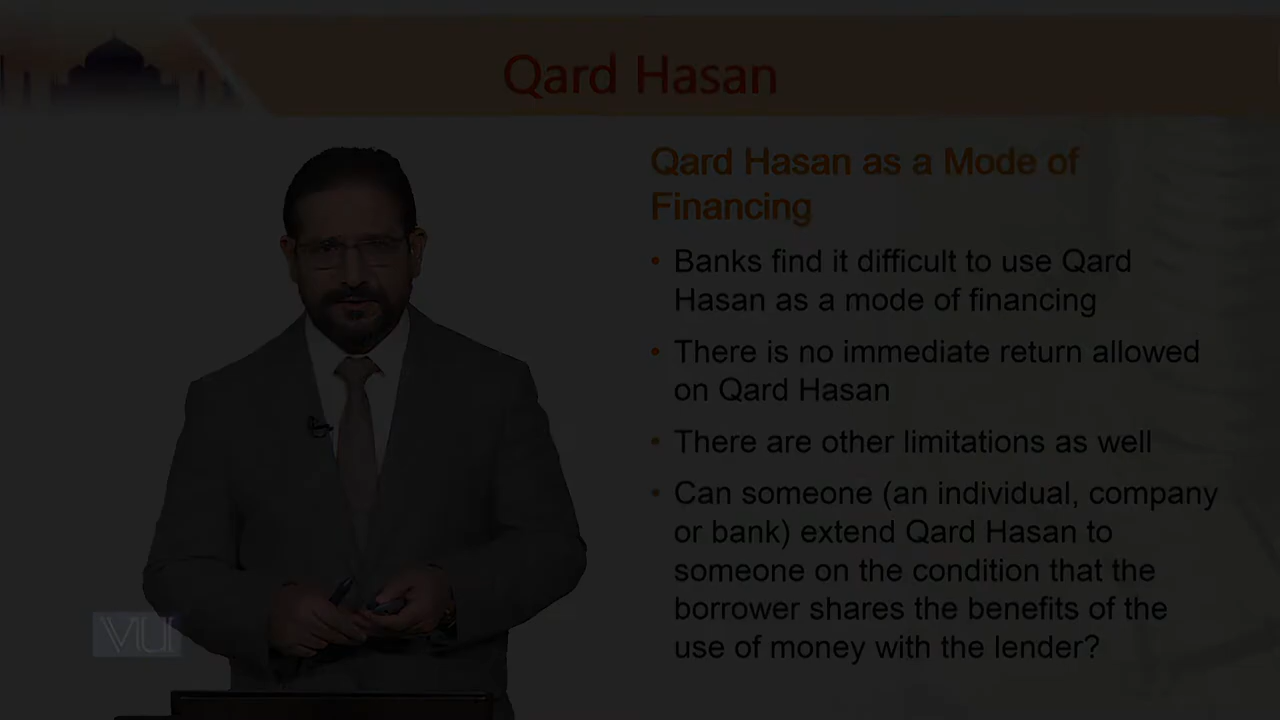 Qard Hasan
Qard Hasan as a Mode of
Financing
• Banks find it difficult to use Qard
Hasan as a mode of financing
• There is no immediate return allowed
on Qard Hasan
• There are other limitations as well
• Can someone (an individual, company
or bank) extend Qard Hasan to
someone on the condition that the
borrower shares the benefits of the
use of money with the lender?
VU